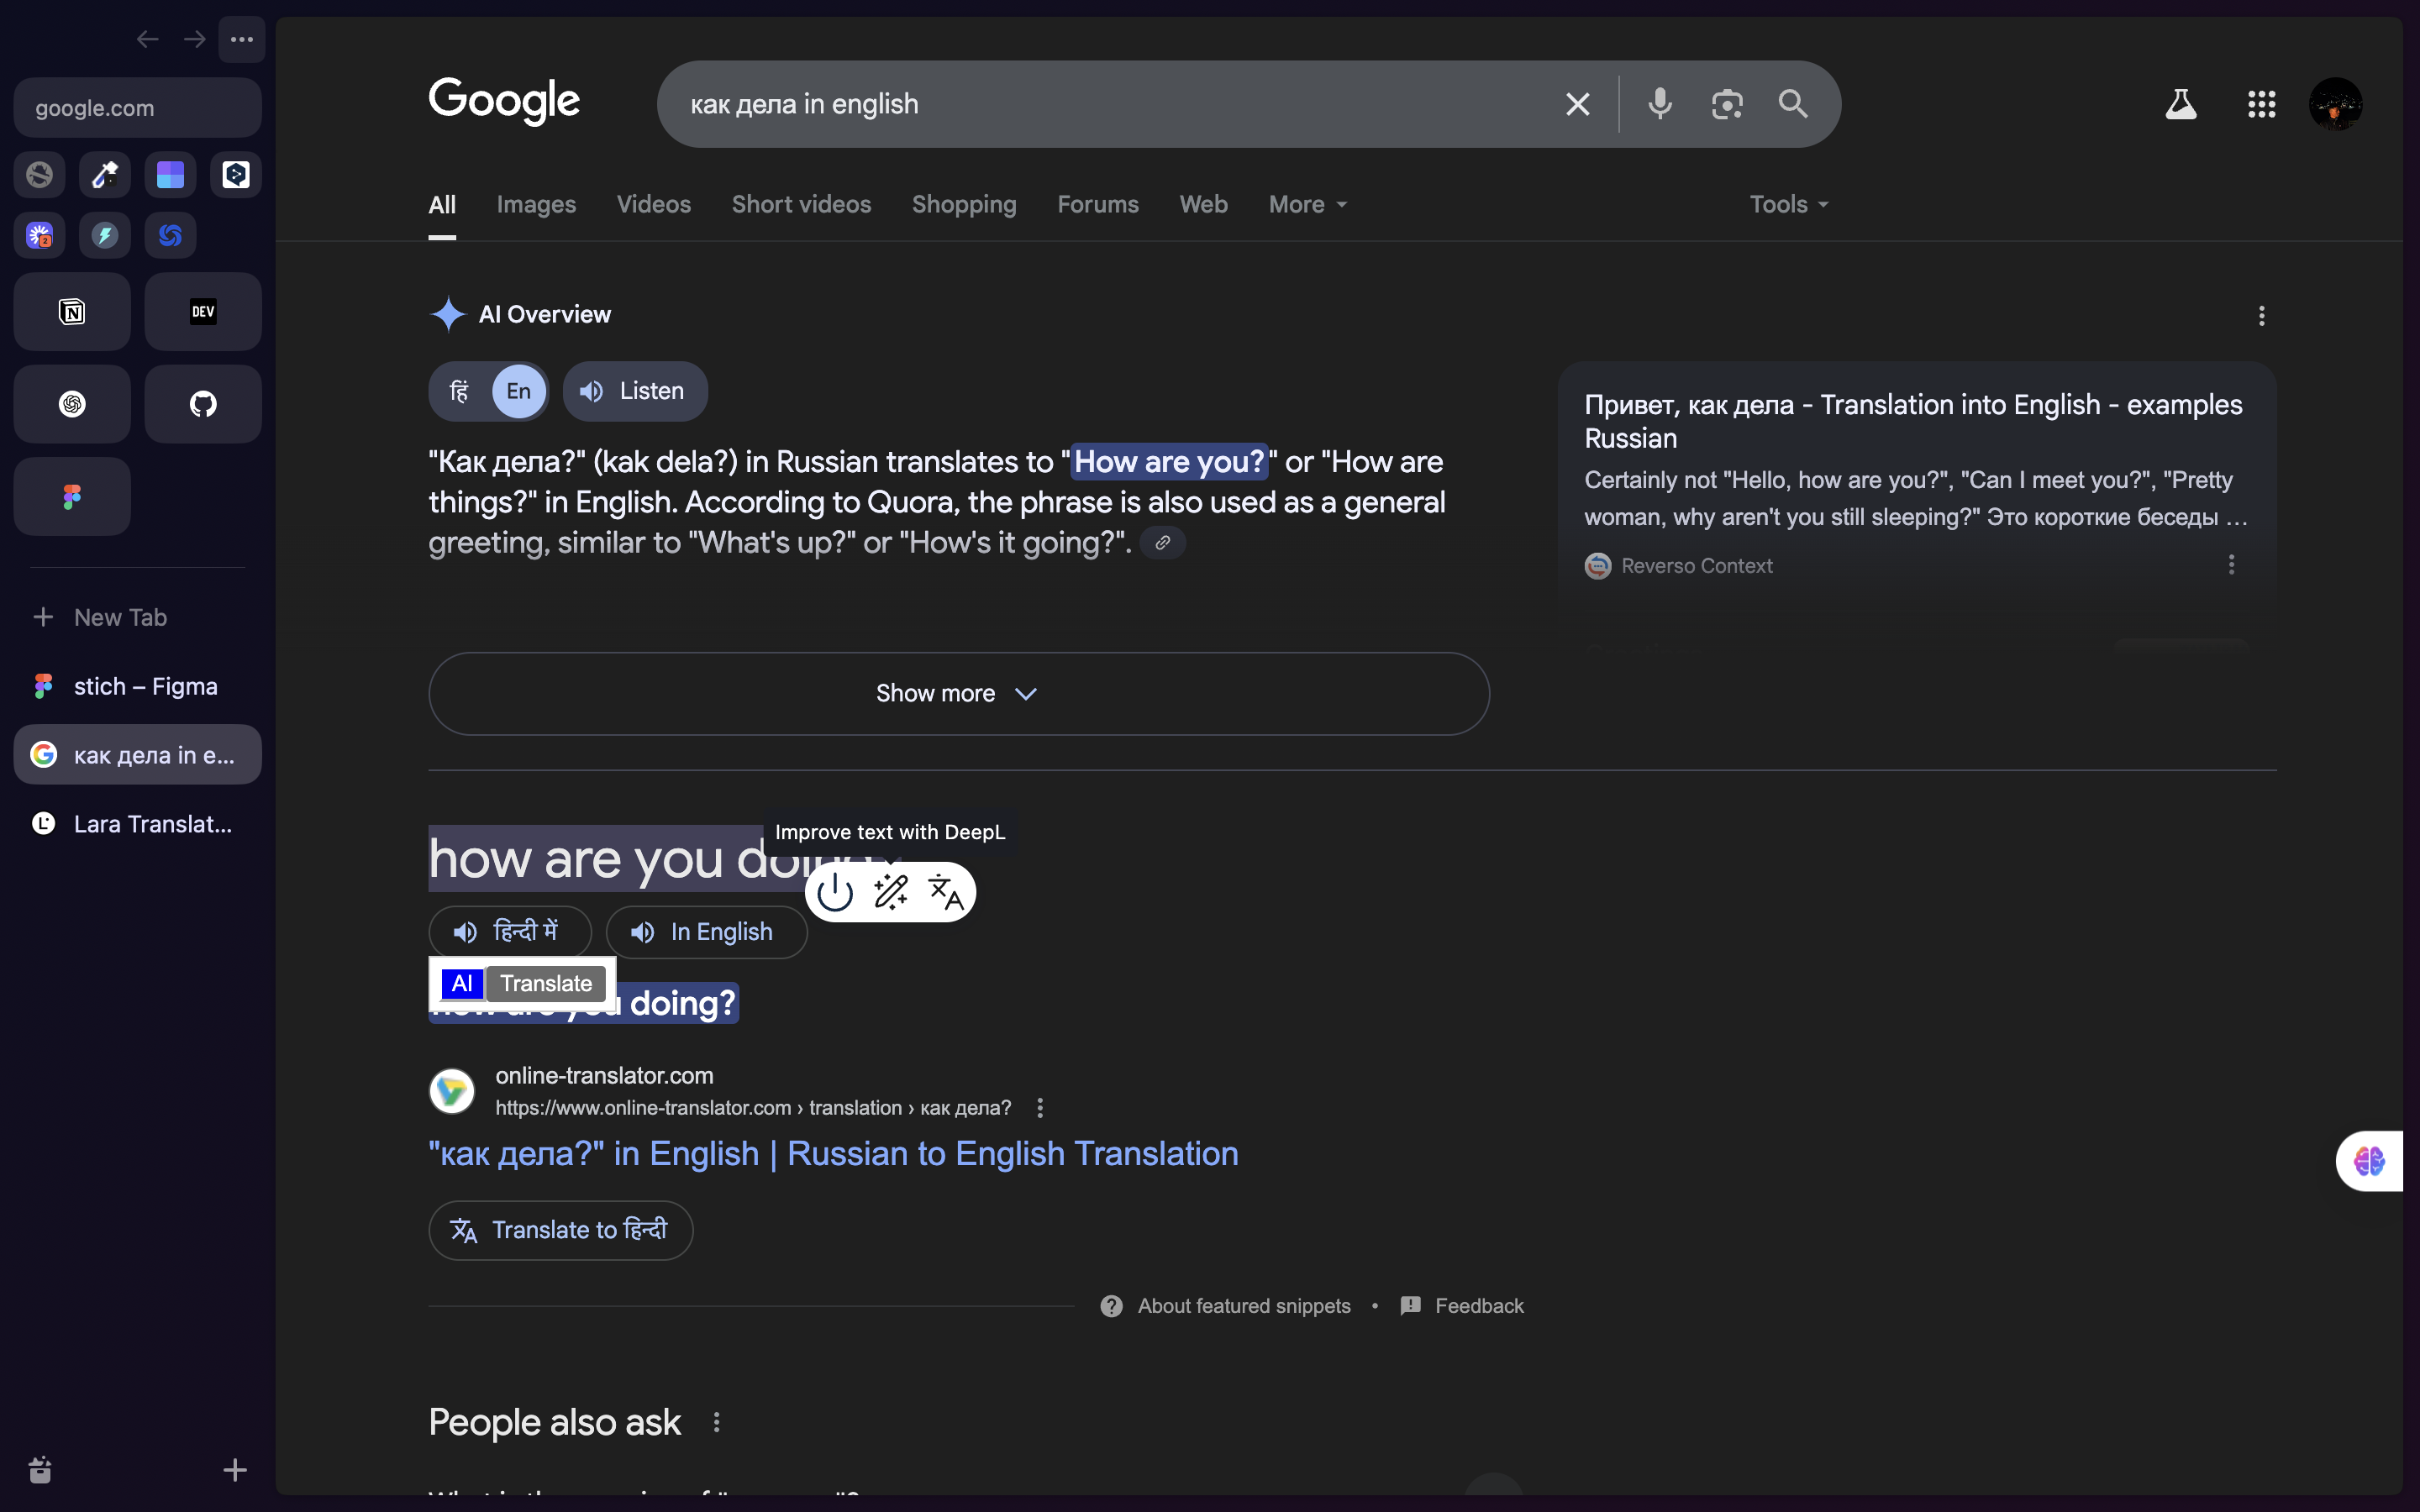 google.com
DEV
2
New Tab
stich – Figma
как дела in e...
Lara Translat...
Google
как дела in english
All Images Videos Short videos Shopping Forums Web More Tools
AI Overview
हिं En Listen
"Как дела?" (kak dela?) in Russian translates to "How are you?" or "How are
things?" in English. According to Quora, the phrase is also used as a general
greeting, similar to "What's up?" or "How's it going?".
Show more
Привет, как дела - Translation into English - examples
Russian
Certainly not "Hello, how are you?", "Can I meet you?", "Pretty
woman, why aren't you still sleeping?" Это короткие беседы ...
Reverso Context
Improve text with DeepL
how are you doing
हिन्दी में In English
AI Translate
how are you doing?
online-translator.com
https://www.online-translator.com › translation › как дела?
"как дела?" in English | Russian to English Translation
Translate to हिन्दी
About featured snippets • Feedback
People also ask